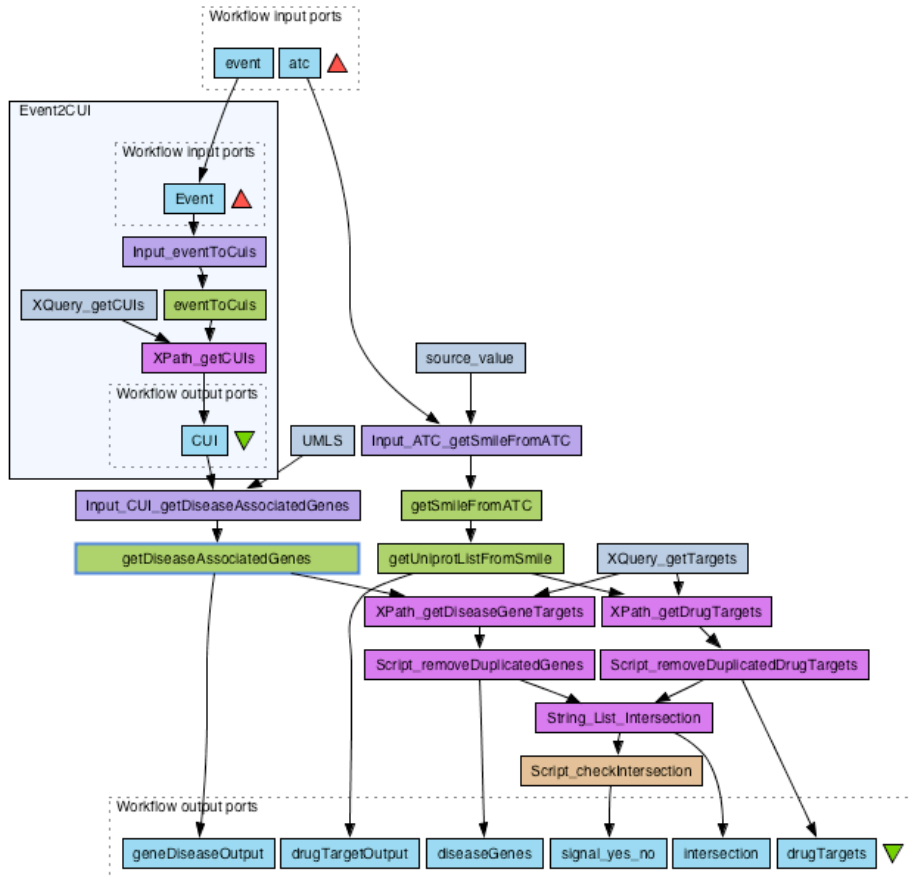 Workflow input ports
event
atc
Event2CUI
Workflow input ports
Event
Input_eventToCuis
XQuery_getCUIs
eventToCuis
XPath_getCUIs
source_value
Workflow output ports
CUI
UMLS
Input_ATC_getSmileFromATC
Input_CUI_getDiseaseAssociatedGenes
getSmileFromATC
getDiseaseAssociatedGenes
getUniprotListFromSmile
XQuery_getTargets
XPath_getDiseaseGeneTargets
XPath_getDrugTargets
Script_removeDuplicatedGenes
Script_removeDuplicatedDrugTargets
String_List_Intersection
Script_checkIntersection
Workflow output ports
geneDiseaseOutput
drugTargetOutput
diseaseGenes
signal_yes_no
intersection
drugTargets